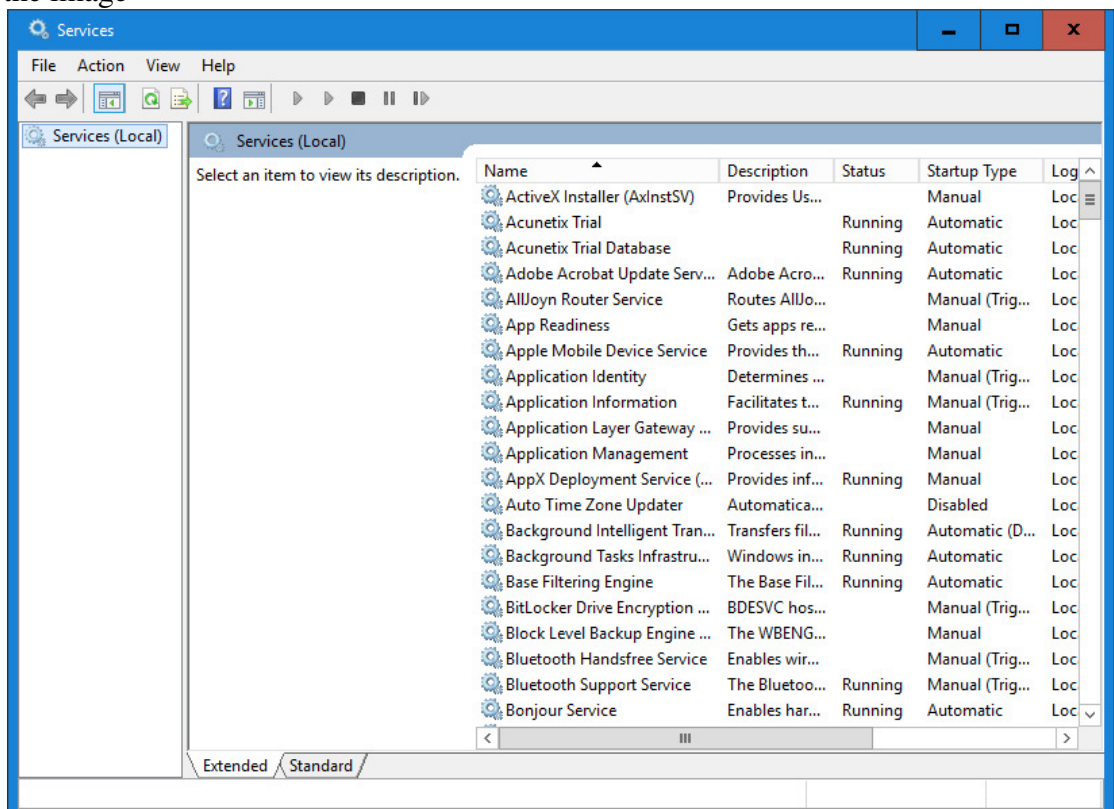 the image
Services
File Action View Help
Services (Local)
Services (Local)
Select an item to view its description.
Name Description Status Startup Type Log
ActiveX Installer (AxInstSV) Provides Us... Manual Loc
Acunetix Trial Running Automatic Loc
Acunetix Trial Database Running Automatic Loc
Adobe Acrobat Update Serv... Adobe Acro... Running Automatic Loc
AllJoyn Router Service Routes AllJo... Manual (Trig... Loc
App Readiness Gets apps re... Manual Loc
Apple Mobile Device Service Provides th... Running Automatic Loc
Application Identity Determines ... Manual (Trig... Loc
Application Information Facilitates t... Running Manual (Trig... Loc
Application Layer Gateway ... Provides su... Manual Loc
Application Management Processes in... Manual Loc
AppX Deployment Service (... Provides inf... Running Manual Loc
Auto Time Zone Updater Automatica... Disabled Loc
Background Intelligent Tran... Transfers fil... Running Automatic (D... Loc
Background Tasks Infrastru... Windows in... Running Automatic Loc
Base Filtering Engine The Base Fil... Running Automatic Loc
BitLocker Drive Encryption ... BDESVC hos... Manual (Trig... Loc
Block Level Backup Engine ... The WBENG... Manual Loc
Bluetooth Handsfree Service Enables wir... Manual (Trig... Loc
Bluetooth Support Service The Bluetoo... Running Manual (Trig... Loc
Bonjour Service Enables har... Running Automatic Loc
Extended Standard